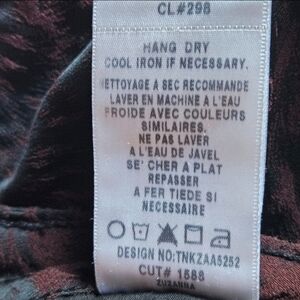 CL#298
HANG DRY
COOL IRON IF NECESSARY.
NETTOYAGE A SEC RECOMMANDE
LAVER EN MACHINE A L'EAU
FROIDE AVEC COULEURS
SIMILAIRES.
NE PAS LAVER
A L'EAU DE JAVEL
SE' CHER A PLAT
REPASSER
A FER TIEDE SI
NECESSAIRE
DESIGN NO:TNKZAA5252
CUT# 1588
ZUZANNA